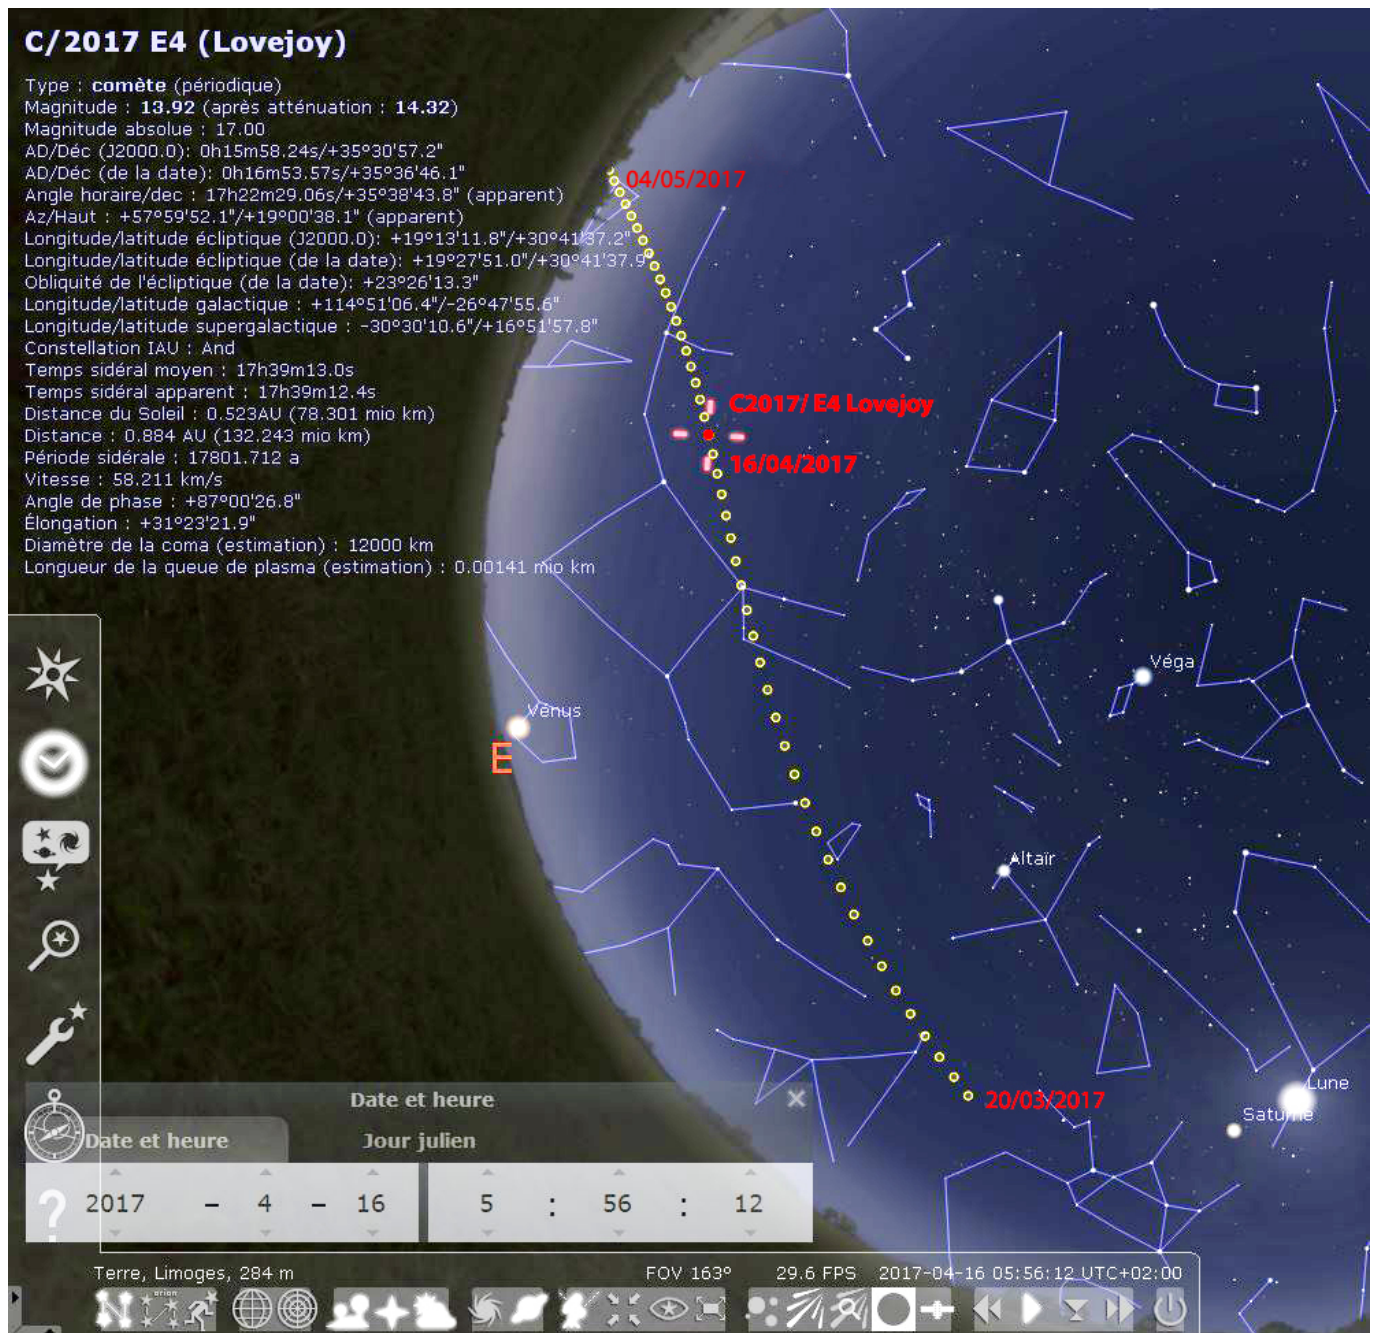 C/2017 E4 (Lovejoy)
Type : comète (périodique)
Magnitude : 13.92 (après atténuation : 14.32)
Magnitude absolue : 17.00
AD/Déc (J2000.0): 0h15m58.24s/+35°30'57.2"
AD/Déc (de la date): 0h16m53.57s/+35°36'46.1"
Angle horaire/dec : 17h22m29.06s/+35°38'43.8" (apparent)
Az/Haut : +57°59'52.1"/+19°00'38.1" (apparent)
Longitude/latitude écliptique (J2000.0): +19°13'11.8"/+30°41'37.2"
Longitude/latitude écliptique (de la date): +19°27'51.0"/+30°41'37.9
Obliquité de l'écliptique (de la date): +23°26'13.3"
Longitude/latitude galactique : +114°51'06.4"/-26°47'55.6"
Longitude/latitude supergalactique : -30°30'10.6"/+16°51'57.8"
Constellation IAU : And
Temps sidéral moyen : 17h39m13.0s
Temps sidéral apparent : 17h39m12.4s
Distance du Soleil : 0.523AU (78.301 mio km)
Distance : 0.884 AU (132.243 mio km)
Période sidérale : 17801.712 a
Vitesse : 58.211 km/s
Angle de phase : +87°00'26.8"
Élongation : +31°23'21.9"
Diamètre de la coma (estimation) : 12000 km
Longueur de la queue de plasma (estimation) : 0.00141 mio km
04/05/2017
C2017/ E4 Lovejoy
16/04/2017
Véga
Vénus
E
Altaïr
Lune
20/03/2017
Saturne
Date et heure
Date et heure Jour julien
2017 - 4 - 16 5 : 56 : 12
?
Terre, Limoges, 284 m FOV 163° 29.6 FPS 2017-04-16 05:56:12 UTC+02:00